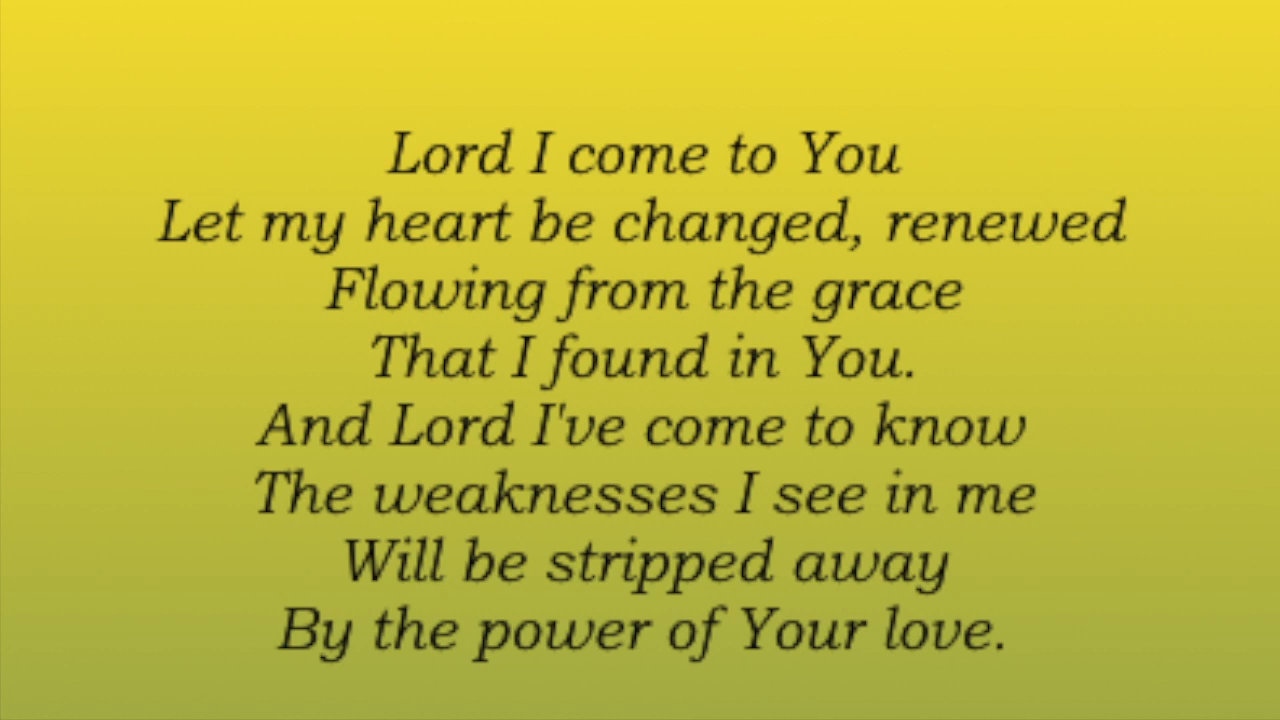 Lord I come to You
Let my heart be changed, renewed
Flowing from the grace
That I found in You.
And Lord I've come to know
The weaknesses I see in me
Will be stripped away
By the power of Your love.